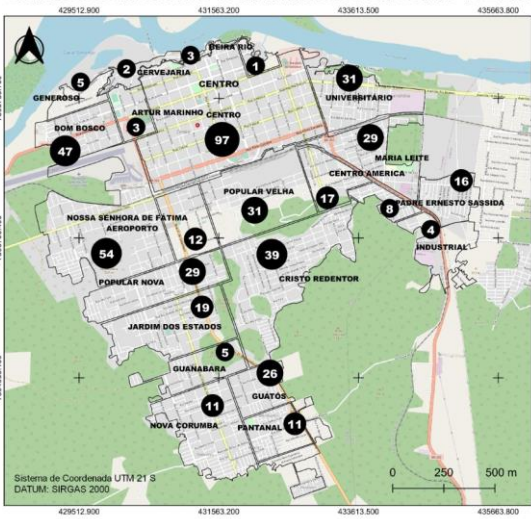 429512.900 431563.200 433613.500 435663.800
BEIRA RIO
3
2
1
CERVEJARIA
5
CENTRO
31
GENEROSO
UNIVERSITÁRIO
ARTUR MARINHO
CENTRO
DOM BOSCO
3
97
29
47
MARIA LEITE
CENTRO AMERICA
16
POPULAR VELHA
17
PADRE ERNESTO SASSIDA
31
8
NOSSA SENHORA DE FÁTIMA
AEROPORTO
12
4
INDUSTRIAL
54
39
29
POPULAR NOVA
CRISTO REDENTOR
19
JARDIM DOS ESTADOS
5
GUANABARA
26
GUATÓS
11
NOVA CORUMBA
PANTANAL
11
Sistema de Coordenada UTM 21 S
DATUM: SIRGAS 2000
0 250 500 m
429512.900 431563.200 433613.500 435663.800